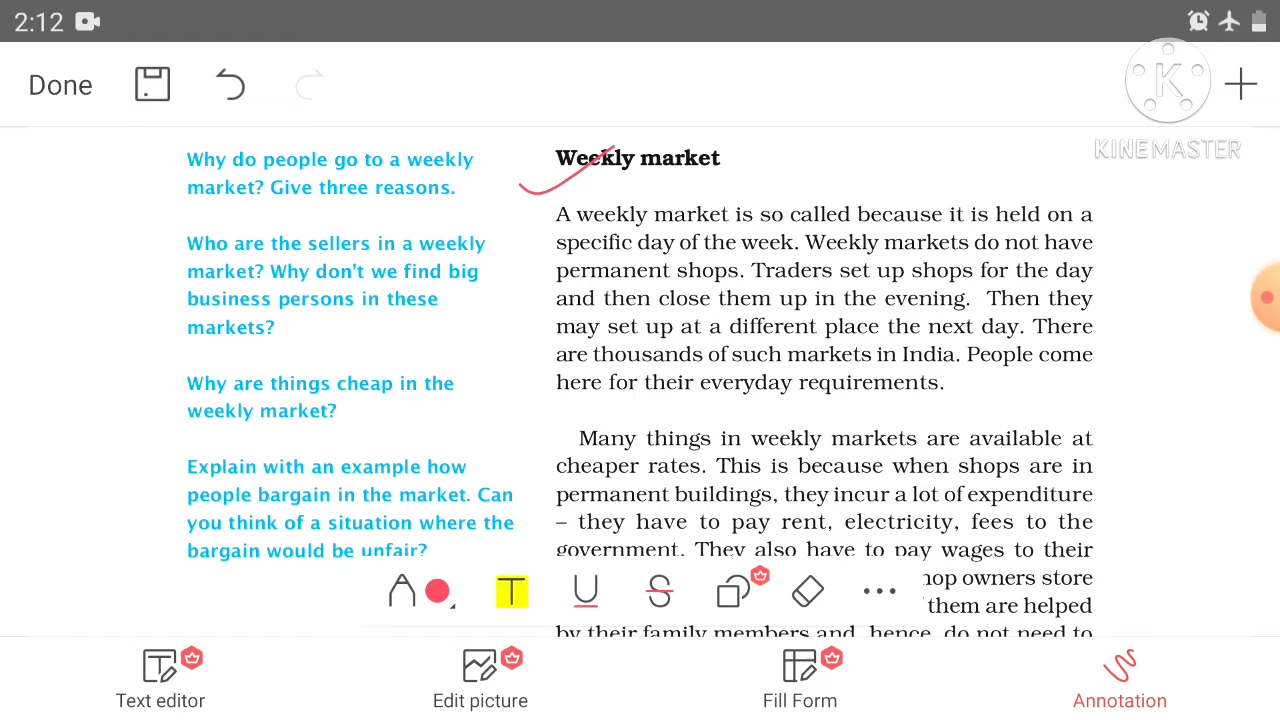 2:12
Done
K
KINEMASTER
Why do people go to a weekly
market? Give three reasons.
Who are the sellers in a weekly
market? Why don't we find big
business persons in these
markets?
Why are things cheap in the
weekly market?
Explain with an example how
people bargain in the market. Can
you think of a situation where the
bargain would be unfair?
Weekly market
A weekly market is so called because it is held on a
specific day of the week. Weekly markets do not have
permanent shops. Traders set up shops for the day
and then close them up in the evening. Then they
may set up at a different place the next day. There
are thousands of such markets in India. People come
here for their everyday requirements.
Many things in weekly markets are available at
cheaper rates. This is because when shops are in
permanent buildings, they incur a lot of expenditure
– they have to pay rent, electricity, fees to the
government. They also have to pay wages to their
owners store
them are helped
by their family members and, hence, do not need to
T
U
S
Text editor
Edit picture
Fill Form
Annotation